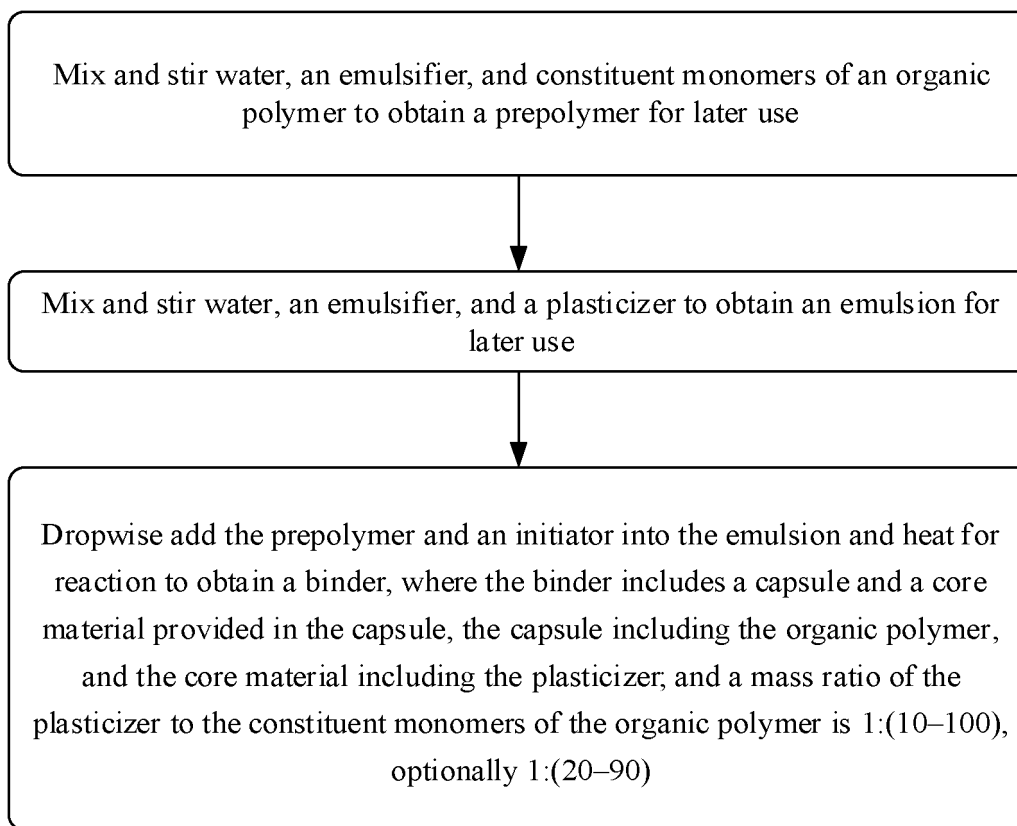 Mix and stir water, an emulsifier, and constituent monomers of an organic
polymer to obtain a prepolymer for later use
Mix and stir water, an emulsifier, and a plasticizer to obtain an emulsion for
later use
Dropwise add the prepolymer and an initiator into the emulsion and heat for
reaction to obtain a binder, where the binder includes a capsule and a core
material provided in the capsule, the capsule including the organic polymer,
and the core material including the plasticizer; and a mass ratio of the
plasticizer to the constituent monomers of the organic polymer is 1:(10–100),
optionally 1:(20–90)